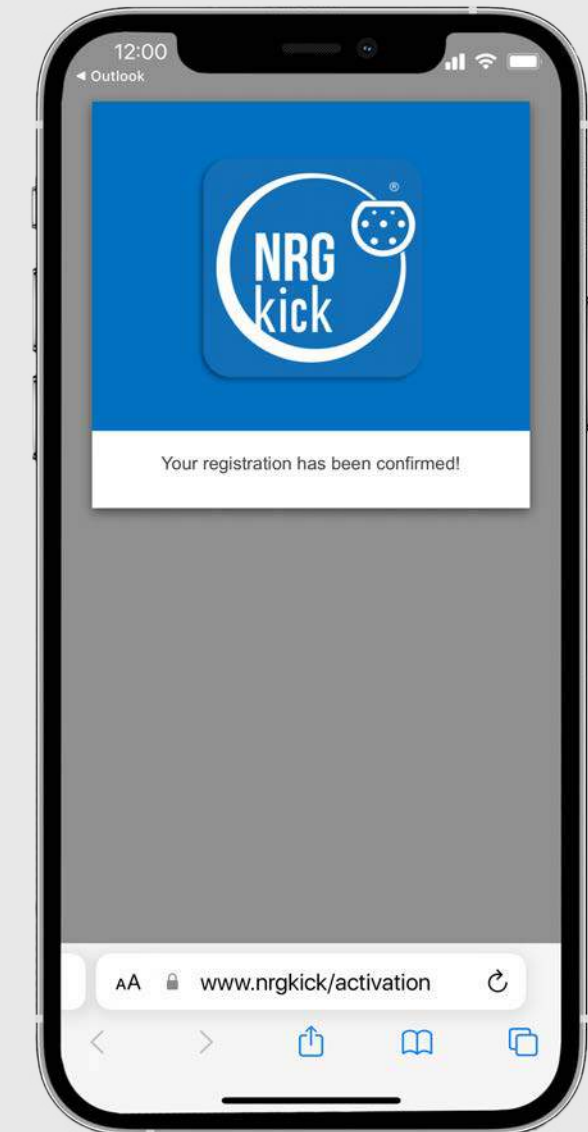 12:00
◀ Outlook
NRG
kick
®
Your registration has been confirmed!
AA
www.nrgkick/activation